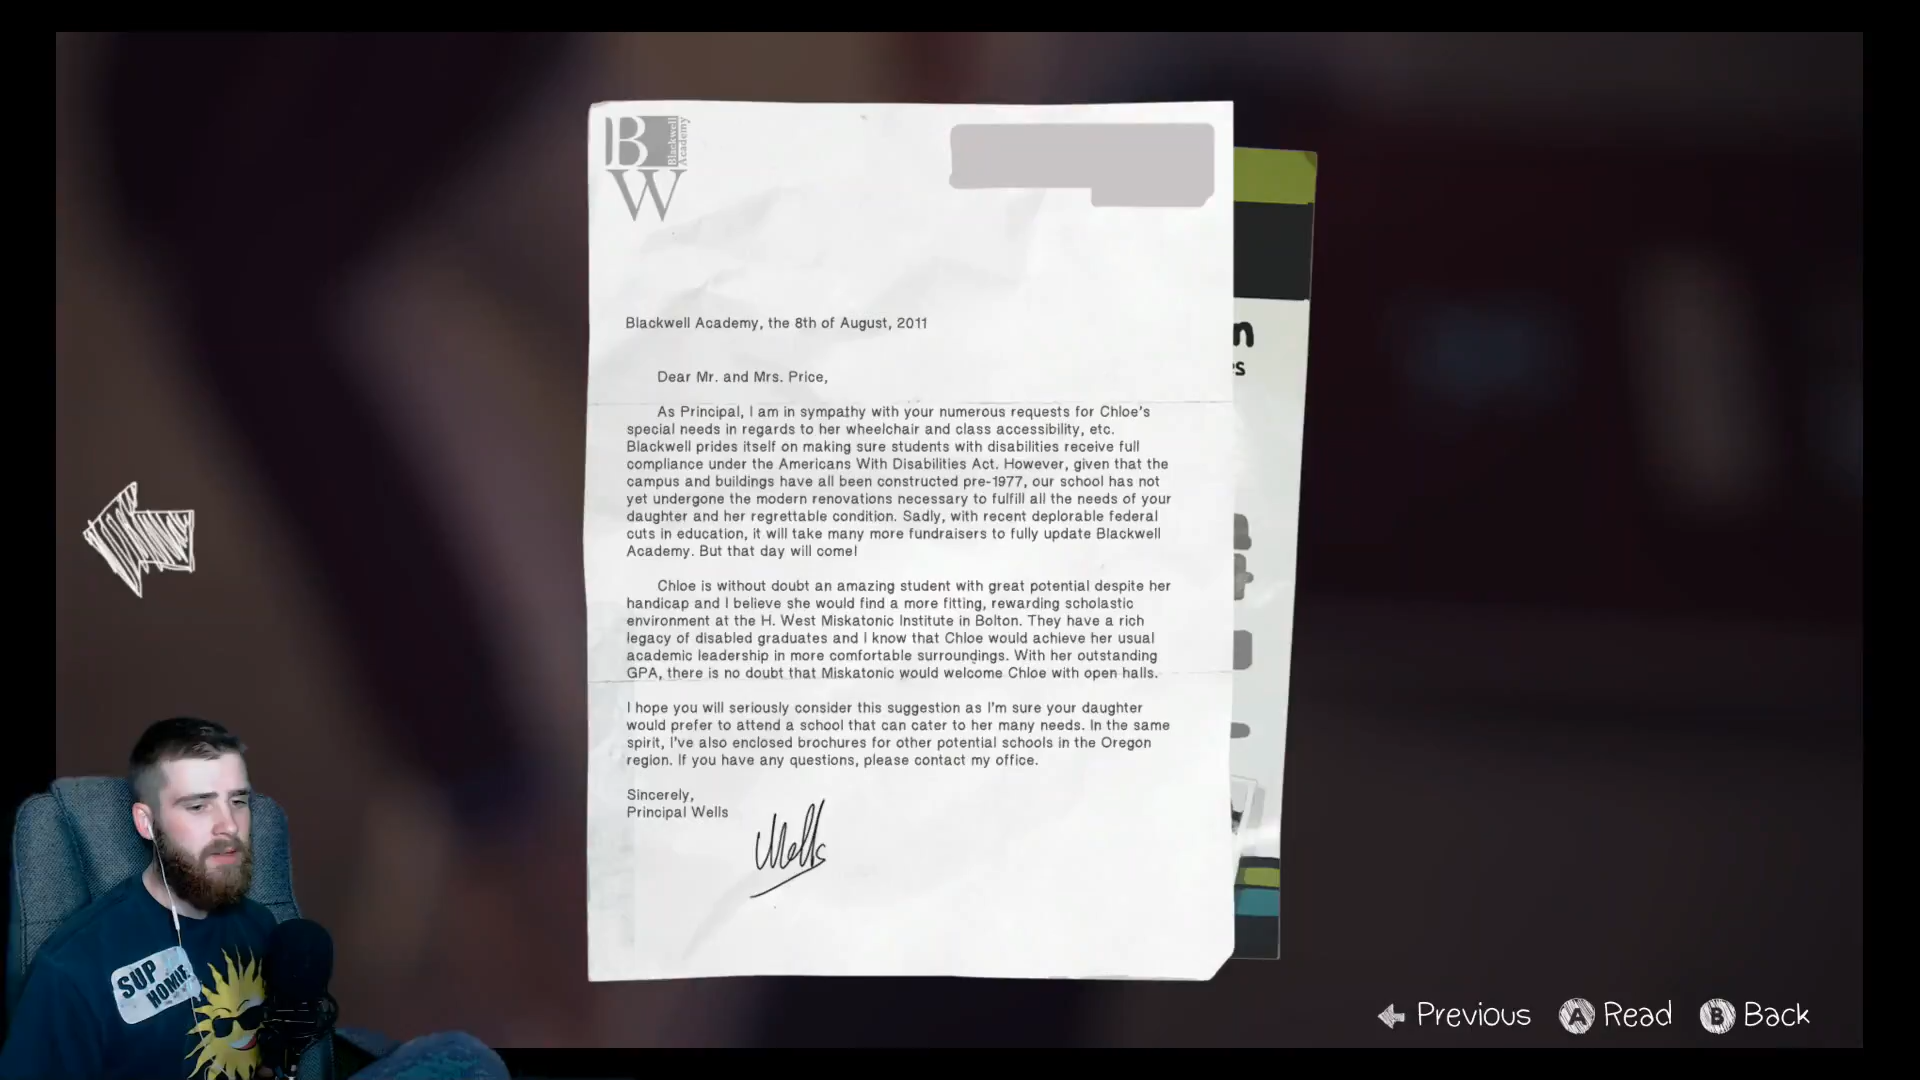 BW
Blackwell
Academy
Blackwell Academy, the 8th of August, 2011
Dear Mr. and Mrs. Price,
As Principal, I am in sympathy with your numerous requests for Chloe's
special needs in regards to her wheelchair and class accessibility, etc.
Blackwell prides itself on making sure students with disabilities receive full
compliance under the Americans With Disabilities Act. However, given that the
campus and buildings have all been constructed pre-1977, our school has not
yet undergone the modern renovations necessary to fulfill all the needs of your
daughter and her regrettable condition. Sadly, with recent deplorable federal
cuts in education, it will take many more fundraisers to fully update Blackwell
Academy. But that day will come!
Chloe is without doubt an amazing student with great potential despite her
handicap and I believe she would find a more fitting, rewarding scholastic
environment at the H. West Miskatonic Institute in Bolton. They have a rich
legacy of disabled graduates and I know that Chloe would achieve her usual
academic leadership in more comfortable surroundings. With her outstanding
GPA, there is no doubt that Miskatonic would welcome Chloe with open halls.
I hope you will seriously consider this suggestion as I'm sure your daughter
would prefer to attend a school that can cater to her many needs. In the same
spirit, I've also enclosed brochures for other potential schools in the Oregon
region. If you have any questions, please contact my office.
Sincerely,
Principal Wells
Wells
SUP
HOMIE
Previous A Read B Back